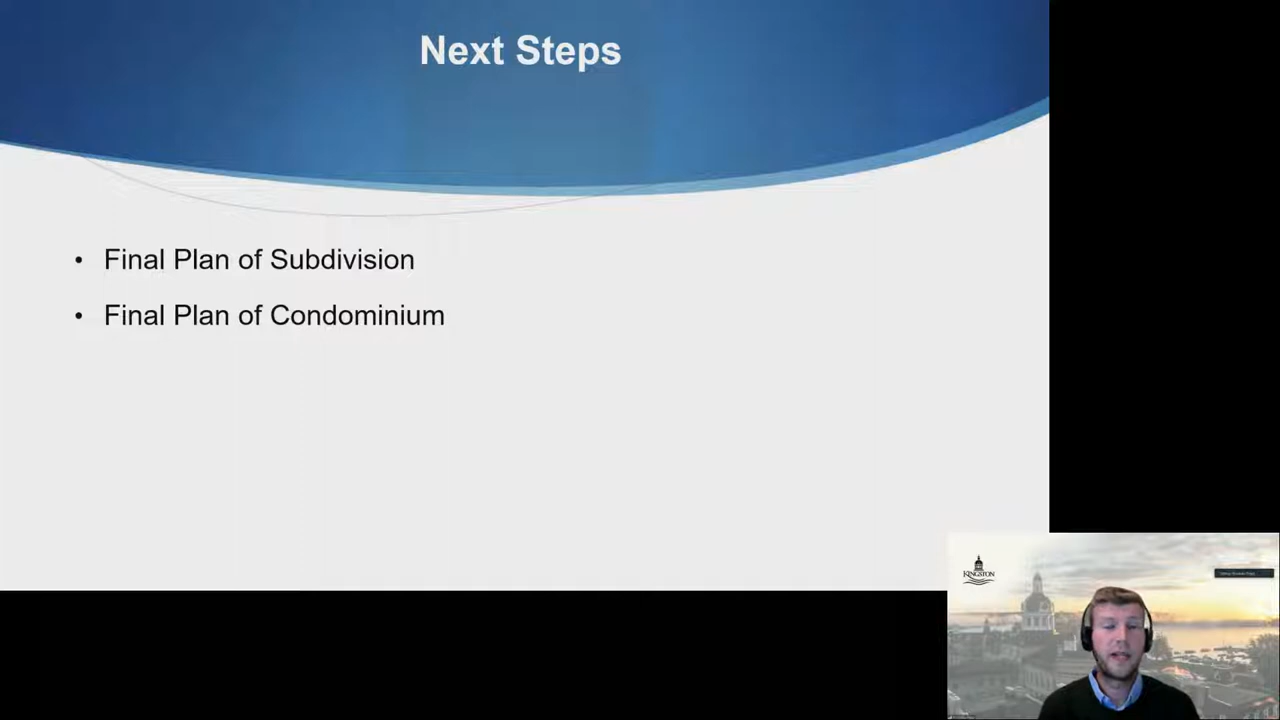 Next Steps
• Final Plan of Subdivision
• Final Plan of Condominium
KINGSTON